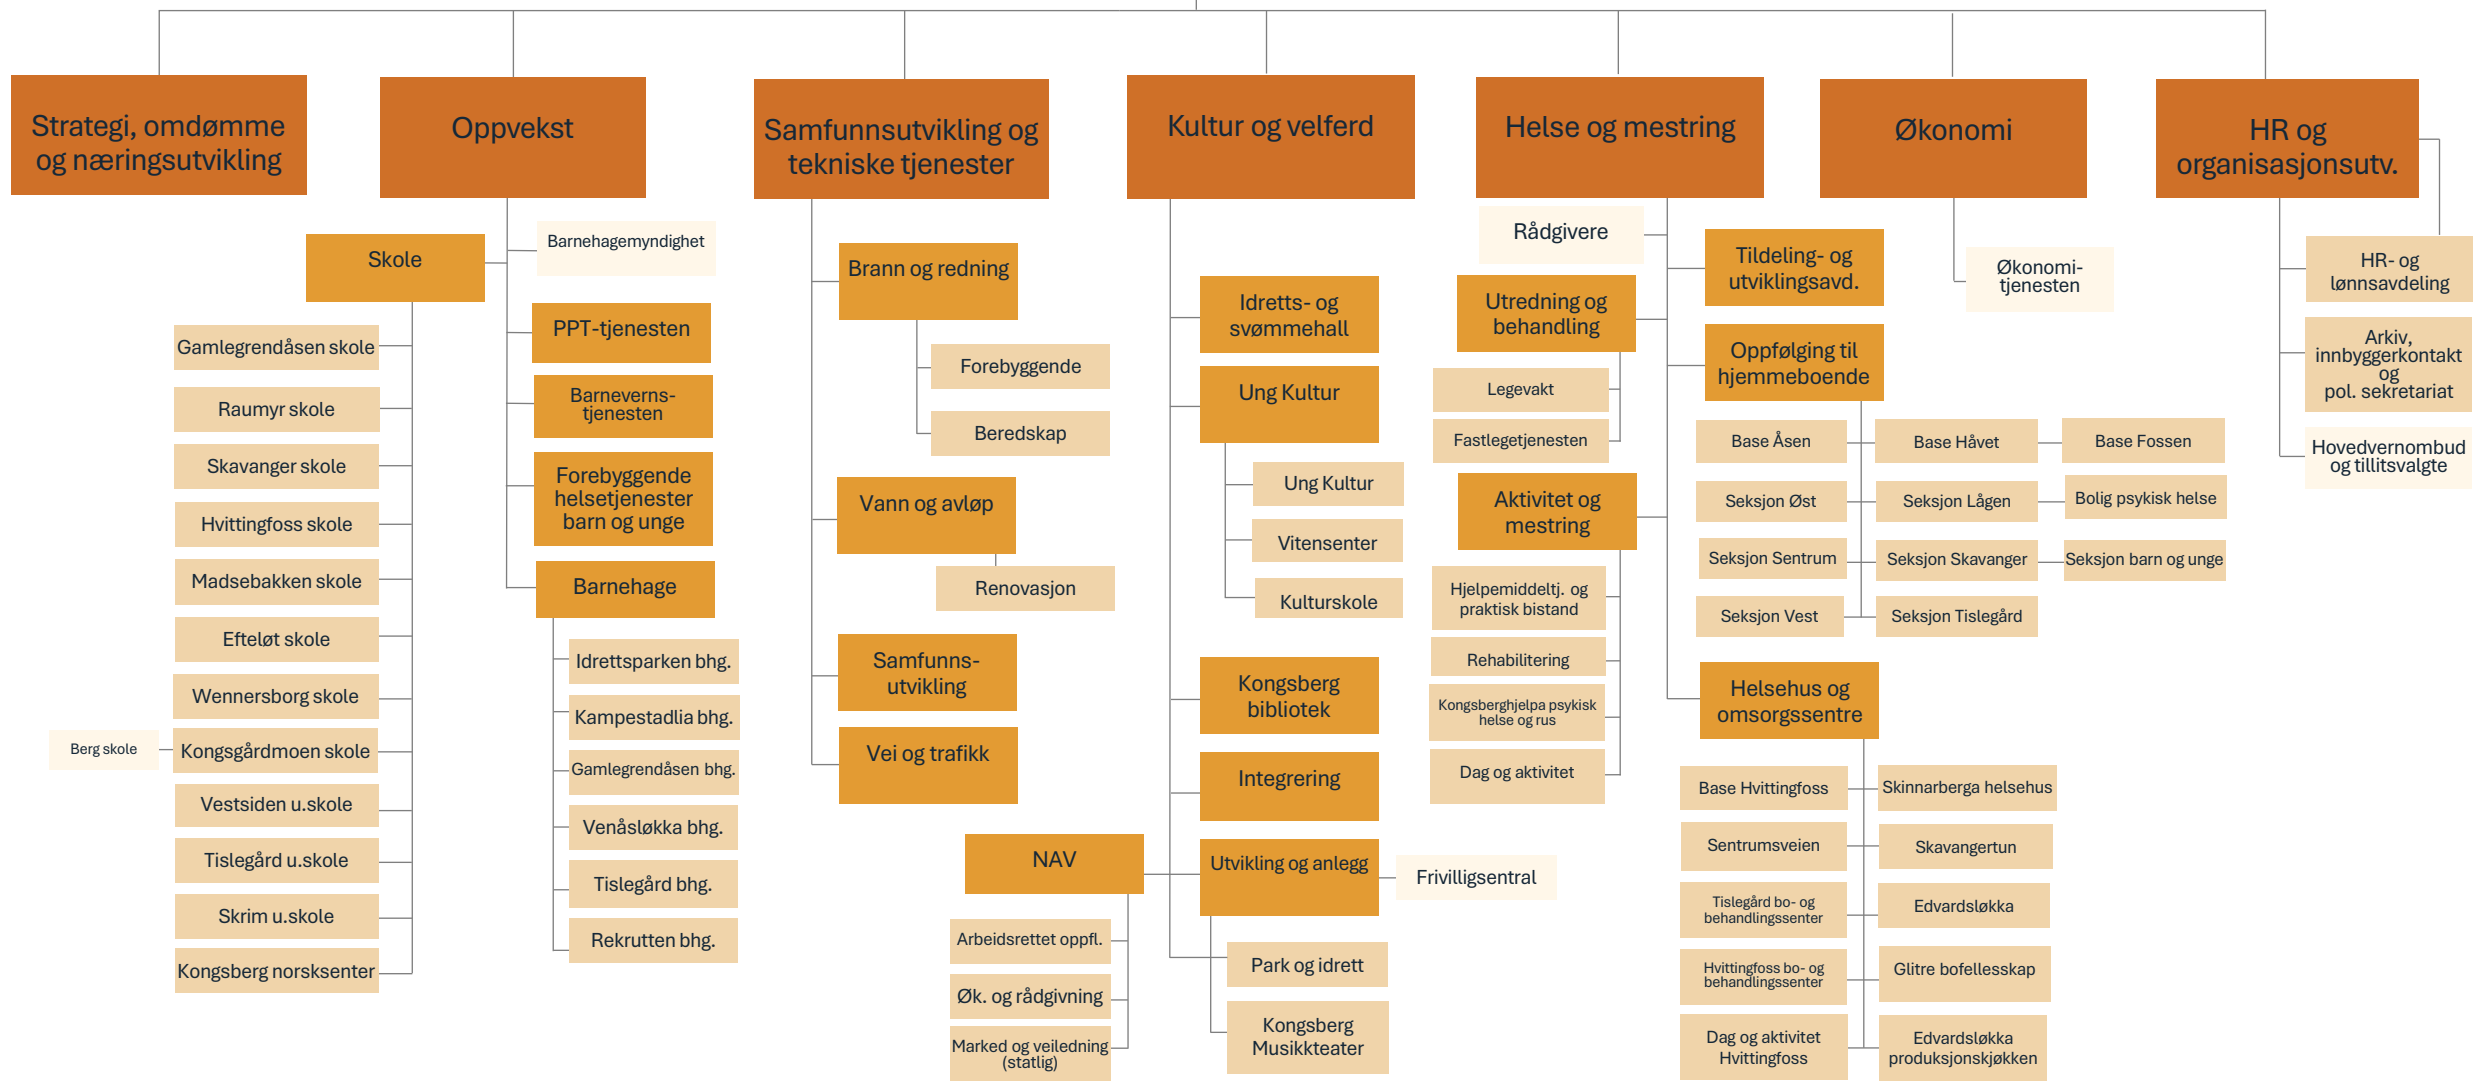 Strategi, omdømme
og næringsutvikling
Oppvekst
Samfunnsutvikling og
tekniske tjenester
Kultur og velferd
Helse og mestring
Økonomi
HR og
organisasjonsutv.
Skole
Gamlegrendåsen skole
Raumyr skole
Skavanger skole
Hvittingfoss skole
Madsebakken skole
Efteløt skole
Wennersborg skole
Berg skole
Kongsgårdmoen skole
Vestsiden u.skole
Tislegård u.skole
Skrim u.skole
Kongsberg norsksenter
Barnehagemyndighet
PPT-tjenesten
Barneverns-
tjenesten
Forebyggende
helsetjenester
barn og unge
Barnehage
Idrettsparken bhg.
Kampestadlia bhg.
Gamlegrendåsen bhg.
Venåsløkka bhg.
Tislegård bhg.
Rekrutten bhg.
Brann og redning
Forebyggende
Beredskap
Vann og avløp
Renovasjon
Samfunns-
utvikling
Vei og trafikk
Idretts- og
svømmehall
Ung Kultur
Ung Kultur
Vitensenter
Kulturskole
Kongsberg
bibliotek
Integrering
NAV
Arbeidsrettet oppfl.
Øk. og rådgivning
Marked og veiledning
(statlig)
Utvikling og anlegg
Frivilligsentral
Park og idrett
Kongsberg
Musikkteater
Rådgivere
Utredning og
behandling
Legevakt
Fastlegetjenesten
Aktivitet og
mestring
Hjelpemiddeltj. og
praktisk bistand
Rehabilitering
Kongsberghjelpa psykisk
helse og rus
Dag og aktivitet
Tildeling- og
utviklingsavd.
Oppfølging til
hjemmeboende
Base Åsen
Base Håvet
Base Fossen
Seksjon Øst
Seksjon Lågen
Bolig psykisk helse
Seksjon Sentrum
Seksjon Skavanger
Seksjon barn og unge
Seksjon Vest
Seksjon Tislegård
Helsehus og
omsorgssentre
Base Hvittingfoss
Skinnarberga helsehus
Sentrumsveien
Skavangertun
Tislegård bo- og
behandlingssenter
Edvardsløkka
Hvittingfoss bo- og
behandlingssenter
Glitre bofellesskap
Dag og aktivitet
Hvittingfoss
Edvardsløkka
produksjonskjøkken
Økonomi-
tjenesten
HR- og
lønnsavdeling
Arkiv,
innbyggerkontakt
og
pol. sekretariat
Hovedvernombud
og tillitsvalgte